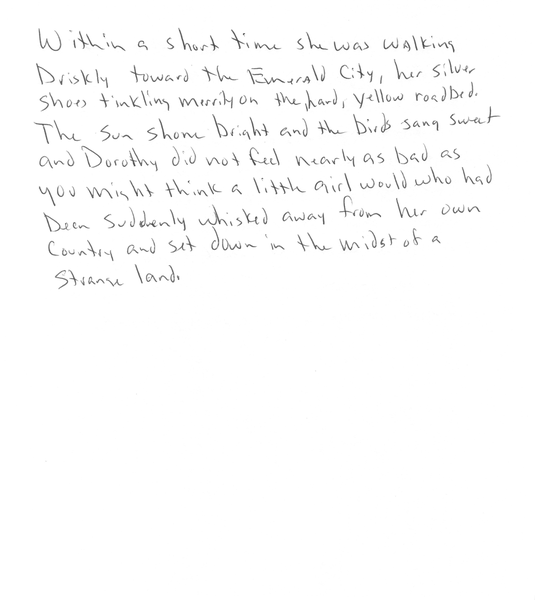 Within a short time she was walking
briskly toward the Emerald City, her silver
shoes tinkling merrily on the hard, yellow roadbed.
The sun shone bright and the birds sang sweet
and Dorothy did not feel nearly as bad as
you might think a little girl would who had
been suddenly whisked away from her own
country and set down in the midst of a
strange land.